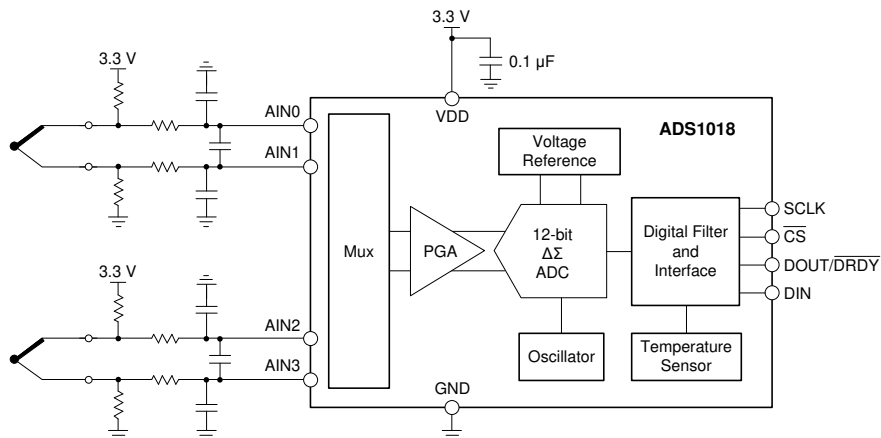 3.3 V
3.3 V
0.1 µF
AIN0
VDD
ADS1018
AIN1
Voltage
Reference
Mux
PGA
12-bit
ΔΣ
ADC
Digital Filter
and
Interface
SCLK
CS
DOUT/DRDY
DIN
3.3 V
AIN2
Oscillator
Temperature
Sensor
AIN3
GND